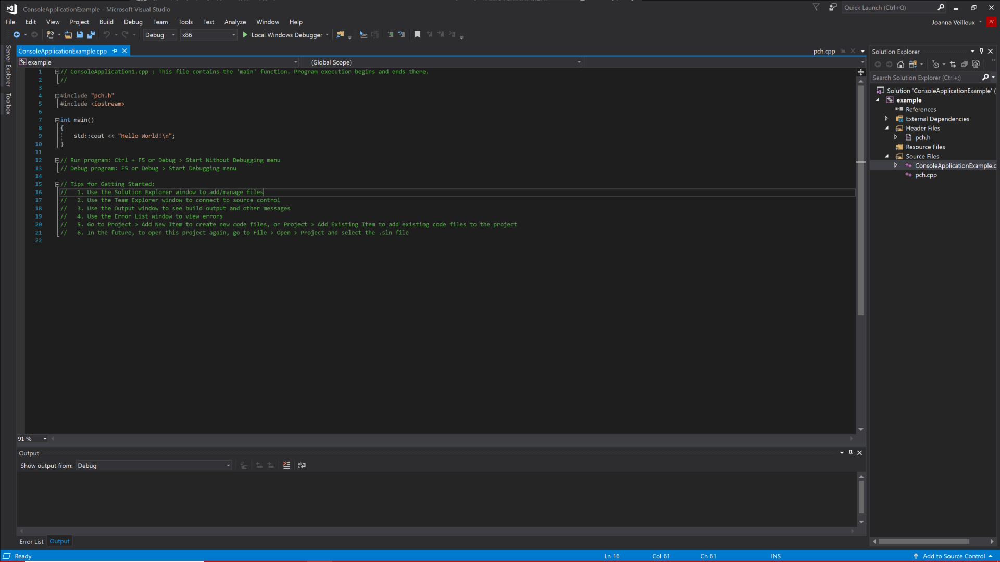 ConsoleApplicationExample - Microsoft Visual Studio
Quick Launch (Ctrl+Q)
File Edit View Project Build Debug Team Tools Test Analyze Window Help
Joanna Veilleux JV
Debug x86 Local Windows Debugger
Server Explorer
Toolbox
ConsoleApplicationExample.cpp
pch.cpp
example
(Global Scope)
1 // ConsoleApplication1.cpp : This file contains the 'main' function. Program execution begins and ends there.
2 //
3
4 #include "pch.h"
5 #include <iostream>
6
7 int main()
8 {
9 std::cout << "Hello World!\n";
10 }
11
12 // Run program: Ctrl + F5 or Debug > Start Without Debugging menu
13 // Debug program: F5 or Debug > Start Debugging menu
14
15 // Tips for Getting Started:
16 // 1. Use the Solution Explorer window to add/manage files
17 // 2. Use the Team Explorer window to connect to source control
18 // 3. Use the Output window to see build output and other messages
19 // 4. Use the Error List window to view errors
20 // 5. Go to Project > Add New Item to create new code files, or Project > Add Existing Item to add existing code files to the project
21 // 6. In the future, to open this project again, go to File > Open > Project and select the .sln file
22
91 %
Output
Show output from: Debug
Error List Output
Solution Explorer
Search Solution Explorer (Ctrl+;)
Solution 'ConsoleApplicationExample' (
example
References
External Dependencies
Header Files
pch.h
Resource Files
Source Files
ConsoleApplicationExample.c
pch.cpp
Ready
Ln 16 Col 61 Ch 61 INS
Add to Source Control